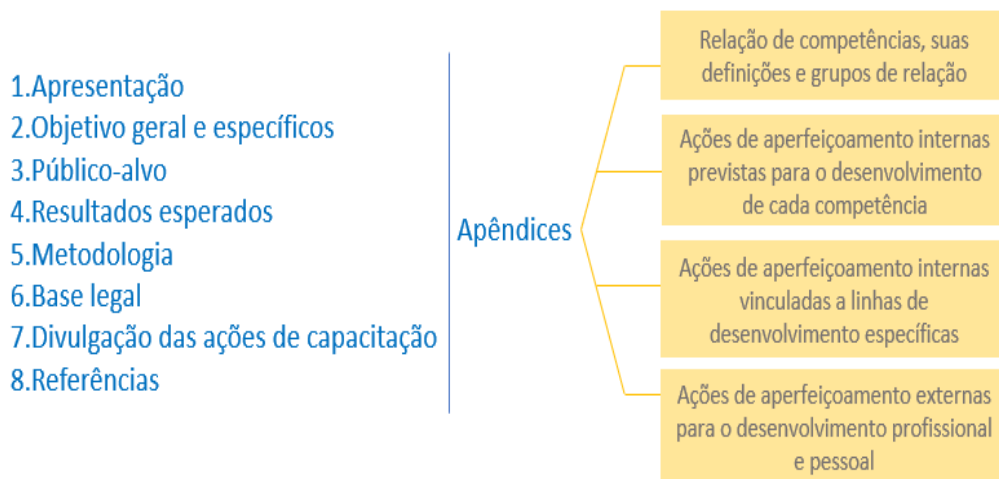 1.Apresentação
2.Objetivo geral e específicos
3.Público-alvo
4.Resultados esperados
5.Metodologia
6.Base legal
7.Divulgação das ações de capacitação
8.Referências
Apêndices
Relação de competências, suas
definições e grupos de relação
Ações de aperfeiçoamento internas
previstas para o desenvolvimento
de cada competência
Ações de aperfeiçoamento internas
vinculadas a linhas de
desenvolvimento específicas
Ações de aperfeiçoamento externas
para o desenvolvimento profissional
e pessoal